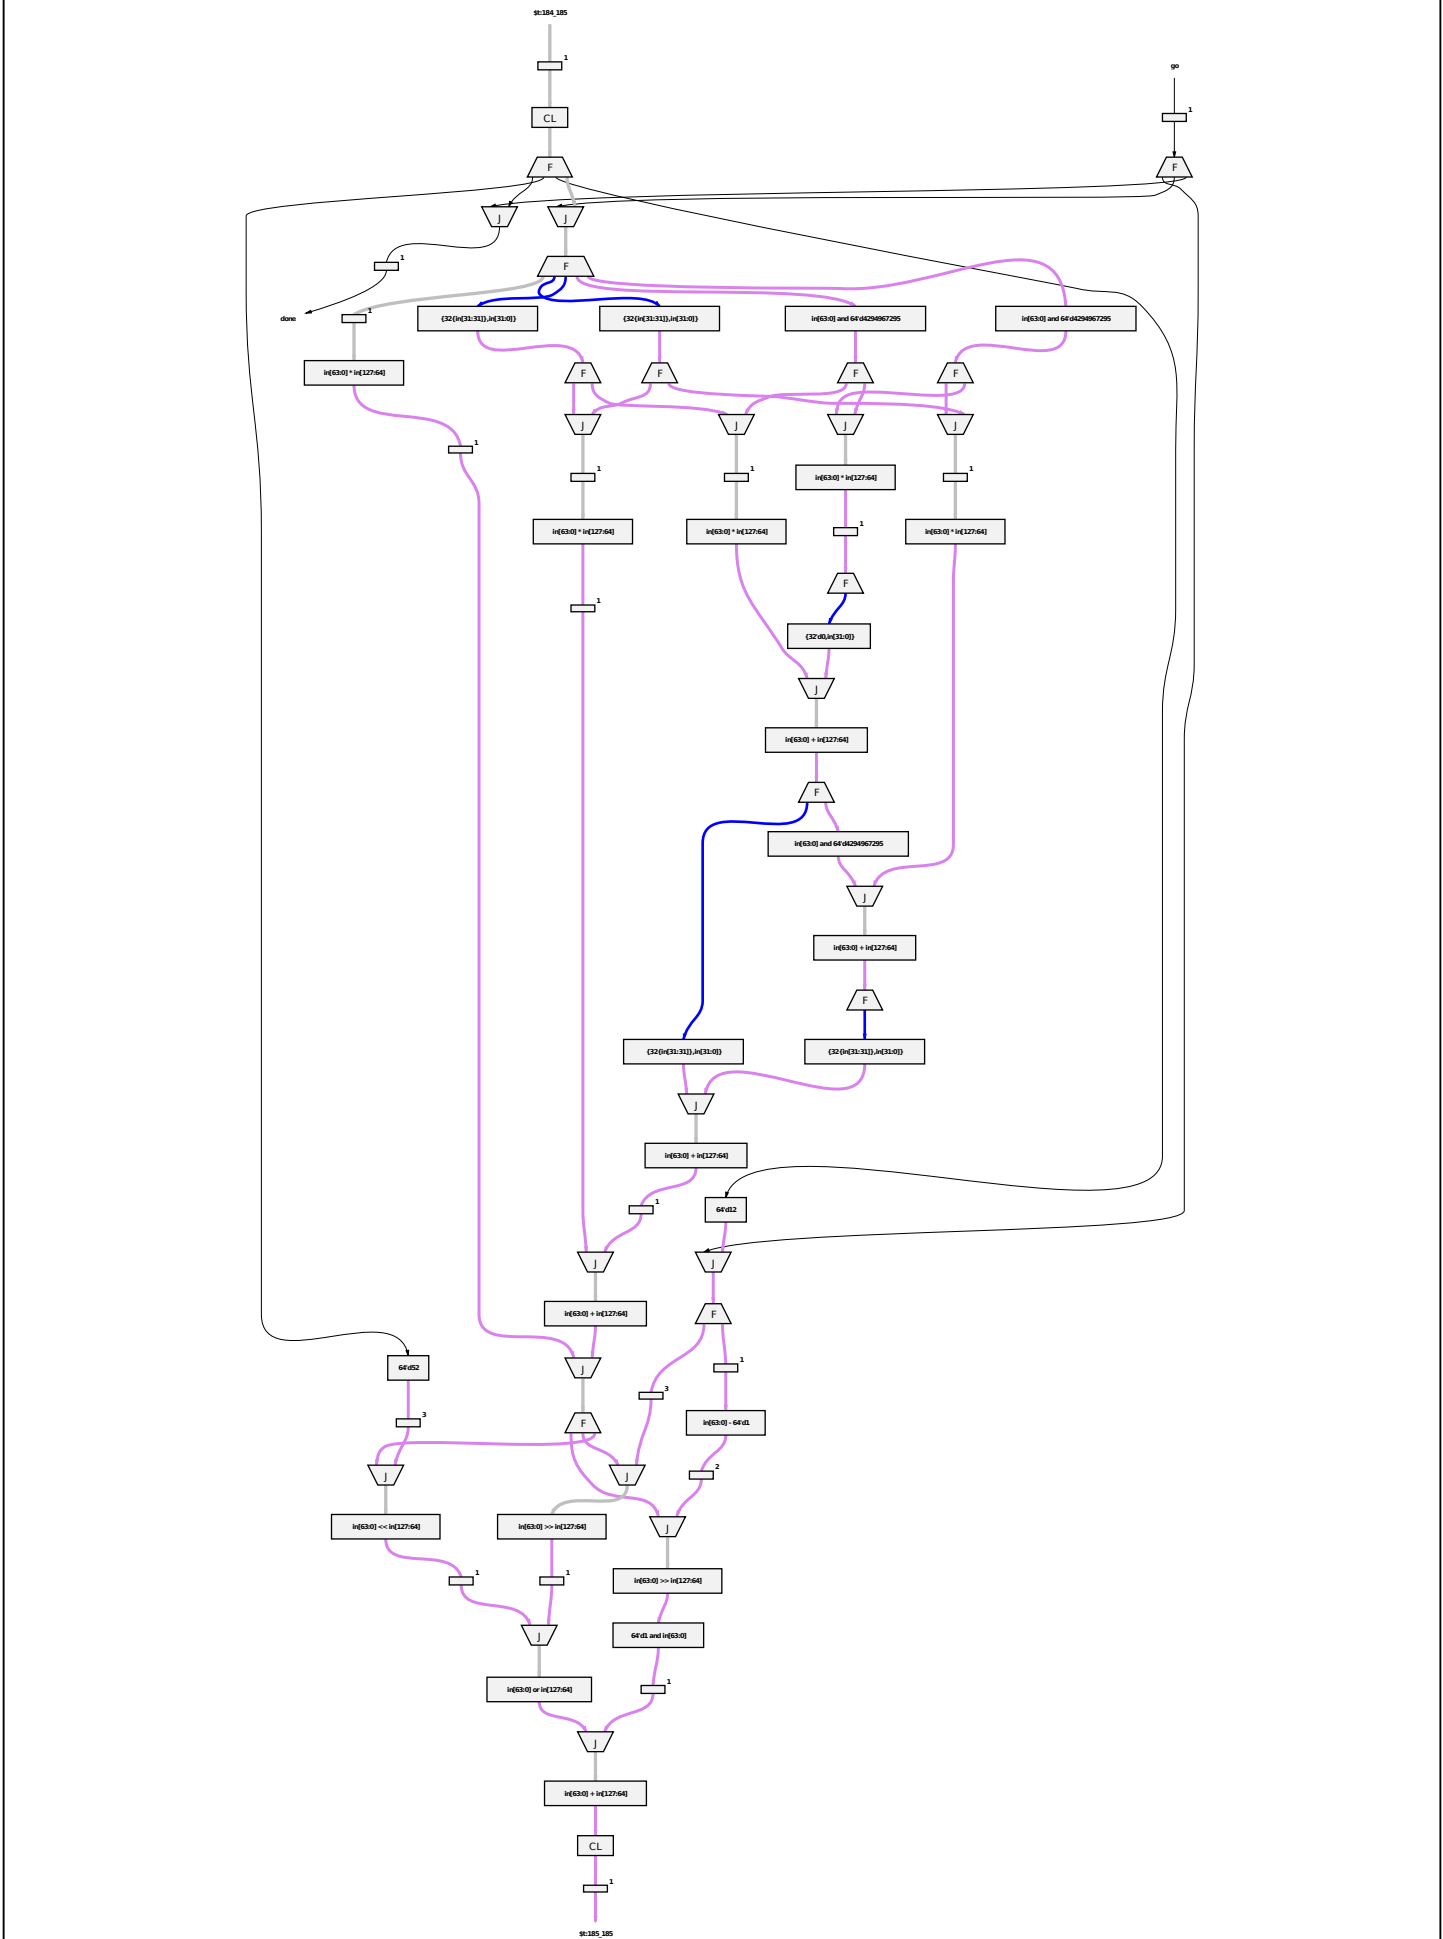 $t:184_185
1
go
CL
1
F
F
J
J
1
F
done
1
{32{in[31:31]},in[31:0]}
{32{in[31:31]},in[31:0]}
in[63:0] and 64'd4294967295
in[63:0] and 64'd4294967295
in[63:0] * in[127:64]
F
F
F
F
J
J
J
J
1
1
1
in[63:0] * in[127:64]
1
in[63:0] * in[127:64]
in[63:0] * in[127:64]
1
in[63:0] * in[127:64]
F
1
{32'd0,in[31:0]}
J
in[63:0] + in[127:64]
F
in[63:0] and 64'd4294967295
J
in[63:0] + in[127:64]
F
{32{in[31:31]},in[31:0]}
{32{in[31:31]},in[31:0]}
J
in[63:0] + in[127:64]
1
64'd12
J
J
in[63:0] + in[127:64]
F
64'd52
J
1
3
3
F
in[63:0] - 64'd1
J
J
2
in[63:0] << in[127:64]
in[63:0] >> in[127:64]
J
1
1
in[63:0] >> in[127:64]
J
64'd1 and in[63:0]
in[63:0] or in[127:64]
1
J
in[63:0] + in[127:64]
CL
1
$t:185_185